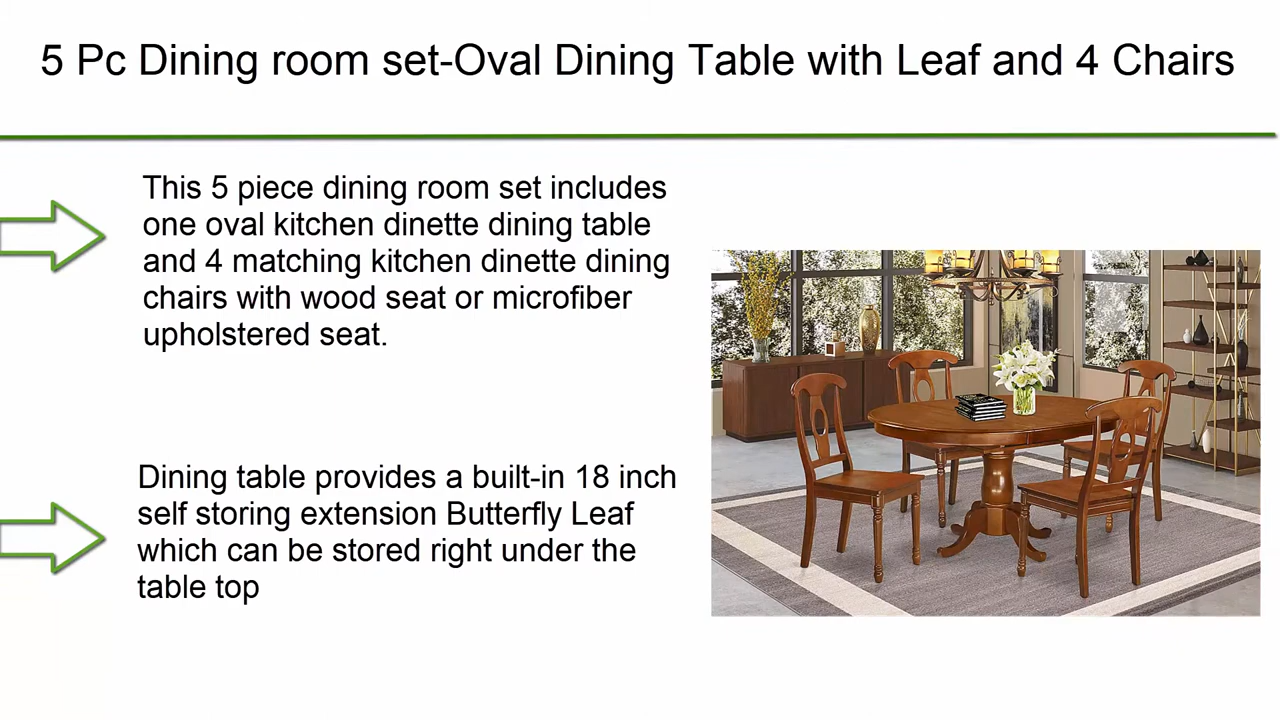 5 Pc Dining room set-Oval Dining Table with Leaf and 4 Chairs
This 5 piece dining room set includes
one oval kitchen dinette dining table
and 4 matching kitchen dinette dining
chairs with wood seat or microfiber
upholstered seat.
Dining table provides a built-in 18 inch
self storing extension Butterfly Leaf
which can be stored right under the
table top